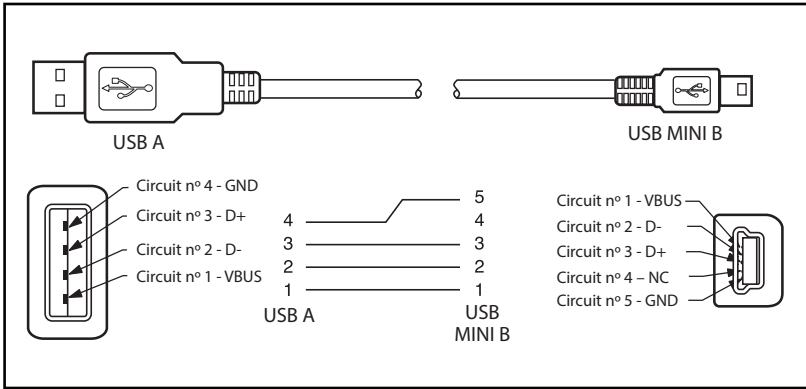 USB A
USB MINI B
Circuit nº 4 - GND
Circuit nº 3 - D+
Circuit nº 2 - D-
Circuit nº 1 - VBUS
4
3
2
1
USB A
5
4
3
2
1
USB
MINI B
Circuit nº 1 - VBUS
Circuit nº 2 - D-
Circuit nº 3 - D+
Circuit nº 4 – NC
Circuit nº 5 - GND